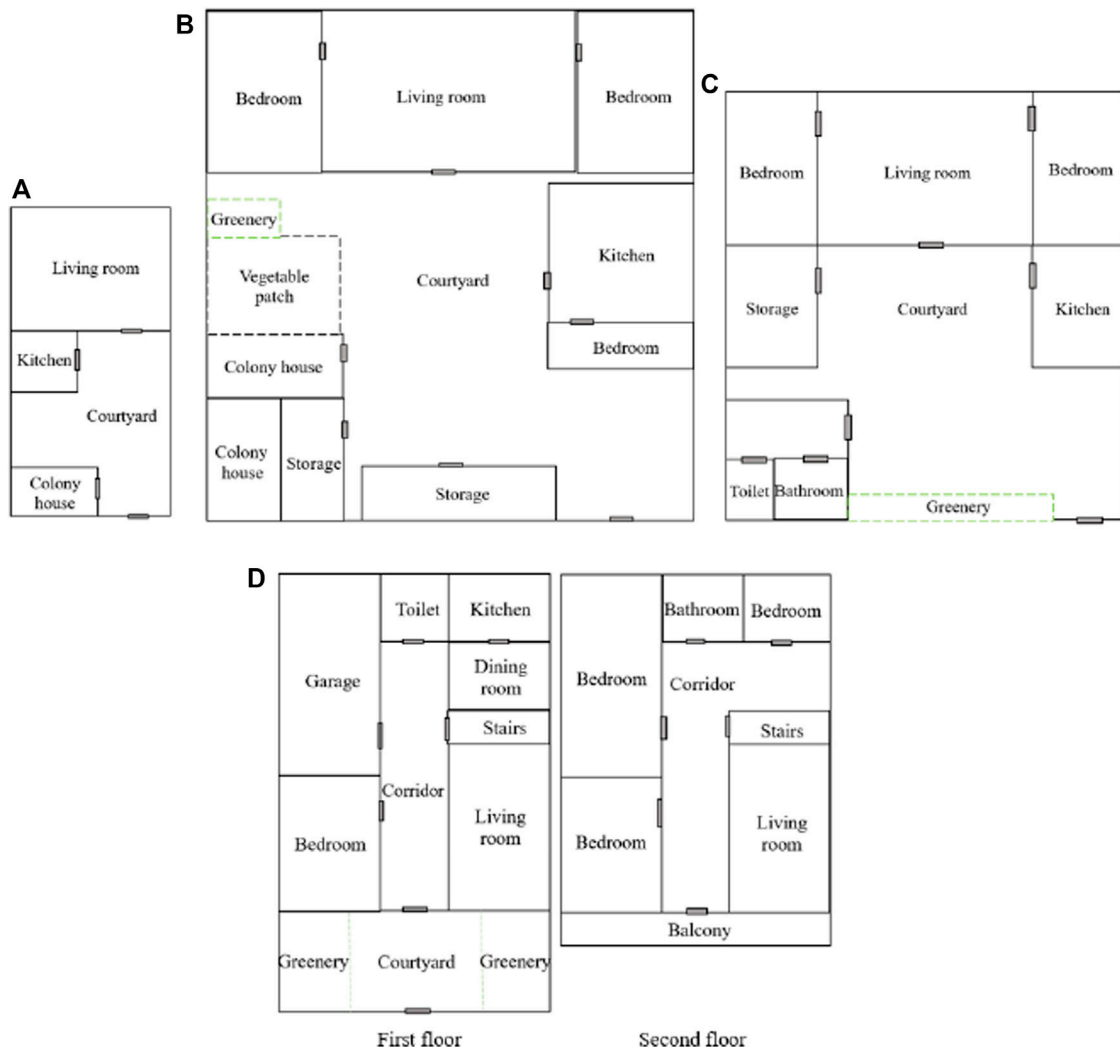 A
Living room
Kitchen
Courtyard
Colony
house
B
Bedroom
Living room
Bedroom
Greenery
Vegetable
patch
Courtyard
Kitchen
Bedroom
Colony house
Colony
house
Storage
Storage
C
Bedroom
Living room
Bedroom
Storage
Courtyard
Kitchen
Toilet
Bathroom
Greenery
D
Garage
Toilet
Kitchen
Dining
room
Stairs
Corridor
Bedroom
Living
room
Greenery
Courtyard
Greenery
First floor
Bedroom
Bathroom
Bedroom
Corridor
Stairs
Bedroom
Living
room
Balcony
Second floor